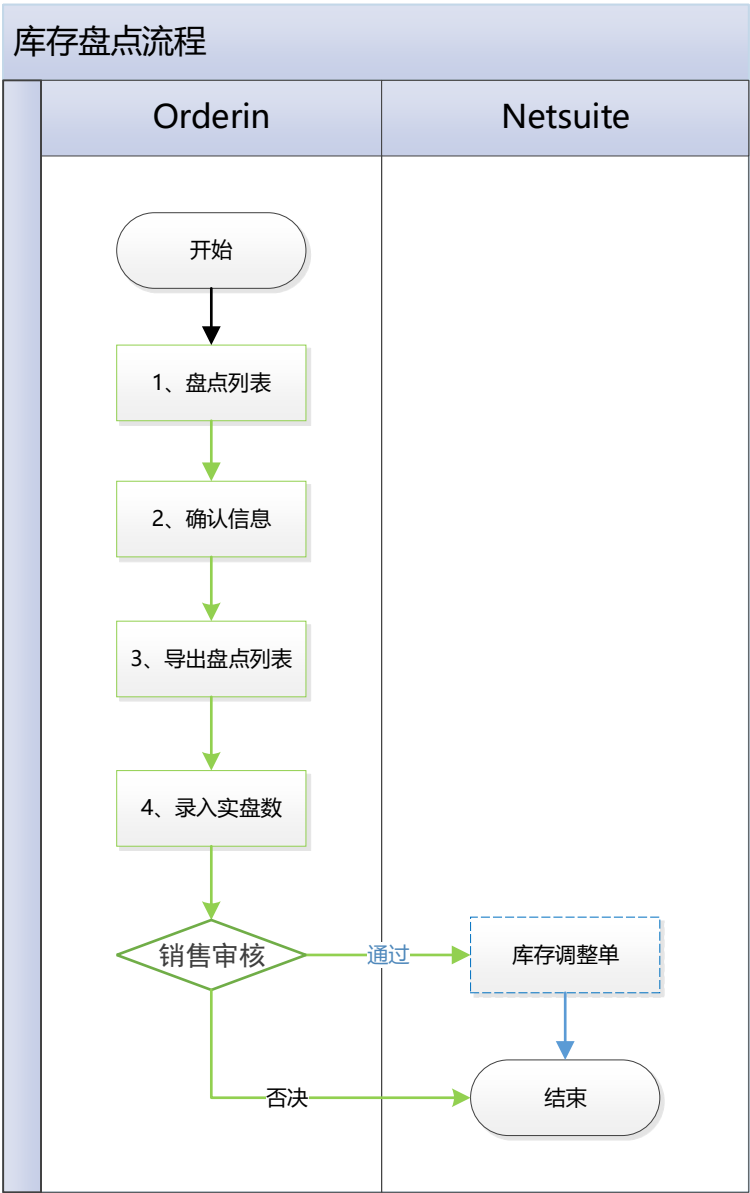 库存盘点流程
Orderin
Netsuite
开始
1、盘点列表
2、确认信息
3、导出盘点列表
4、录入实盘数
销售审核
通过
库存调整单
否决
结束